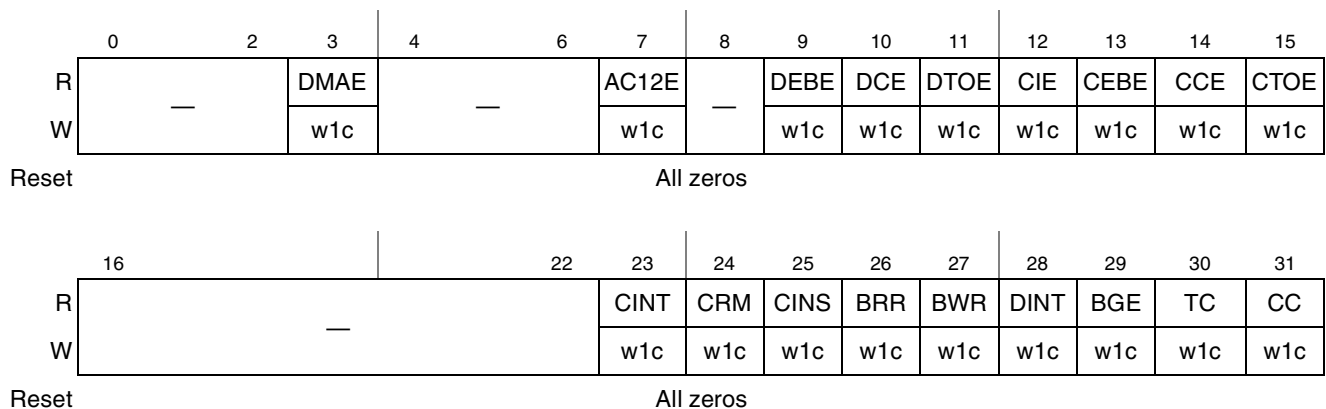 0 2 3 4 6 7 8 9 10 11 12 13 14 15
R — DMAE — AC12E — DEBE DCE DTOE CIE CEBE CCE CTOE
W w1c w1c w1c w1c w1c w1c w1c w1c w1c
Reset All zeros
16 22 23 24 25 26 27 28 29 30 31
R — CINT CRM CINS BRR BWR DINT BGE TC CC
W w1c w1c w1c w1c w1c w1c w1c w1c w1c
Reset All zeros